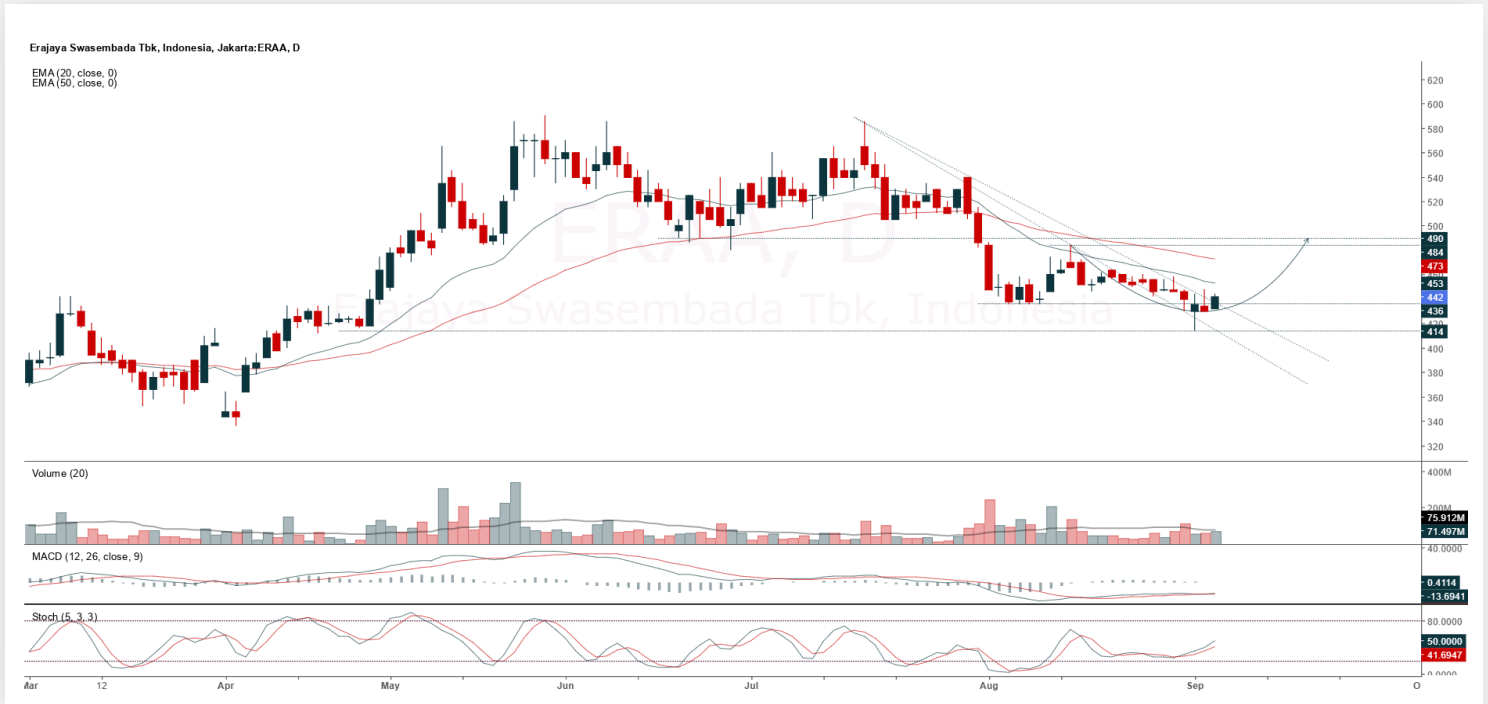 Erajaya Swasembada Tbk, Indonesia, Jakarta:ERAA, D
EMA (20, close, 0)
EMA (50, close, 0)
ERAA, D
Erajaya Swasembada Tbk, Indonesia
620
600
580
560
540
520
500
490
484
473
453
442
436
414
400
380
360
340
320
Volume (20)
400M
200M
75.912M
71.497M
MACD (12, 26, close, 9)
40.0000
0.4114
-13.6941
Stoch (5, 3, 3)
80.0000
50.0000
41.6947
0.0000
Mar
12
Apr
May
Jun
Jul
Aug
Sep
O